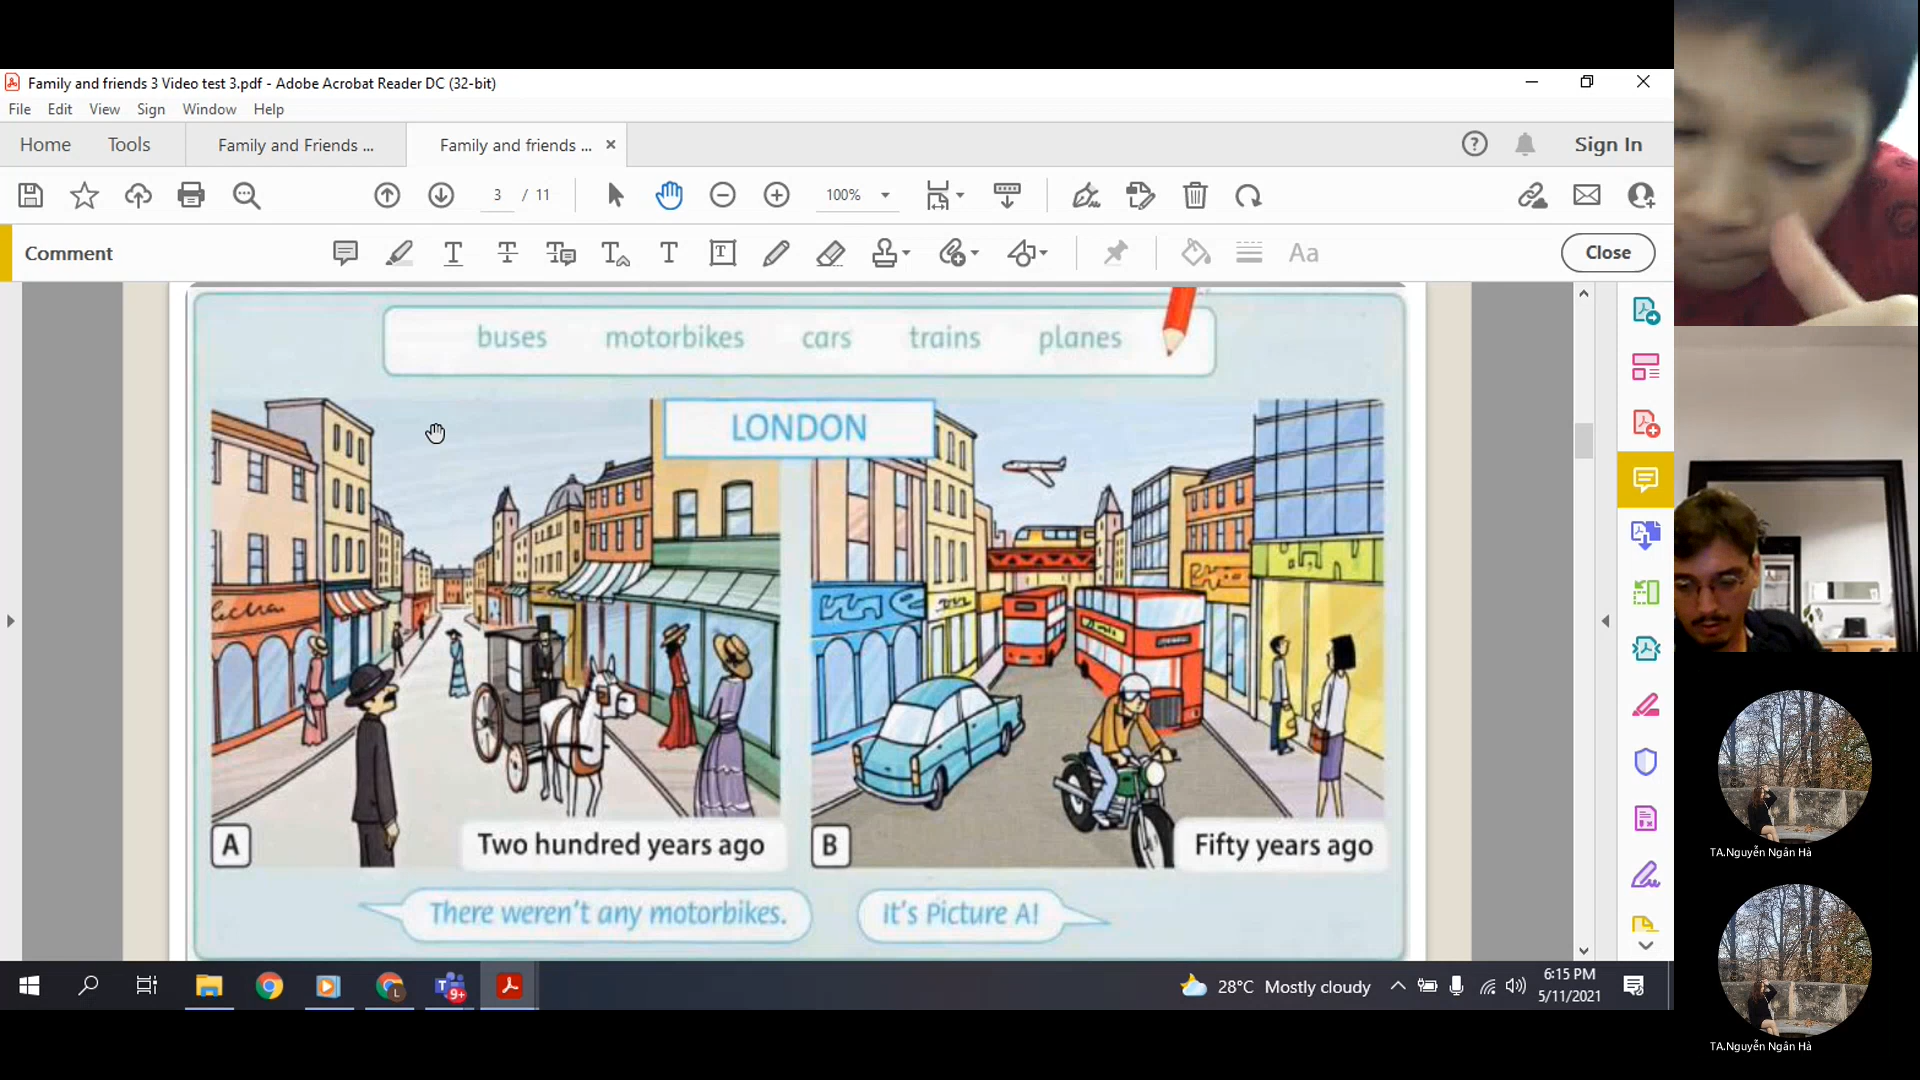 Family and friends 3 Video test 3.pdf - Adobe Acrobat Reader DC (32-bit)
File Edit View Sign Window Help
Home Tools Family and Friends ... Family and friends ... Sign In
3 / 11 100%
Comment Close
buses motorbikes cars trains planes
LONDON
A Two hundred years ago
B Fifty years ago
There weren't any motorbikes.
It's Picture A!
9+
28°C Mostly cloudy
6:15 PM
5/11/2021
TA.Nguyễn Ngân Hà
TA.Nguyễn Ngân Hà